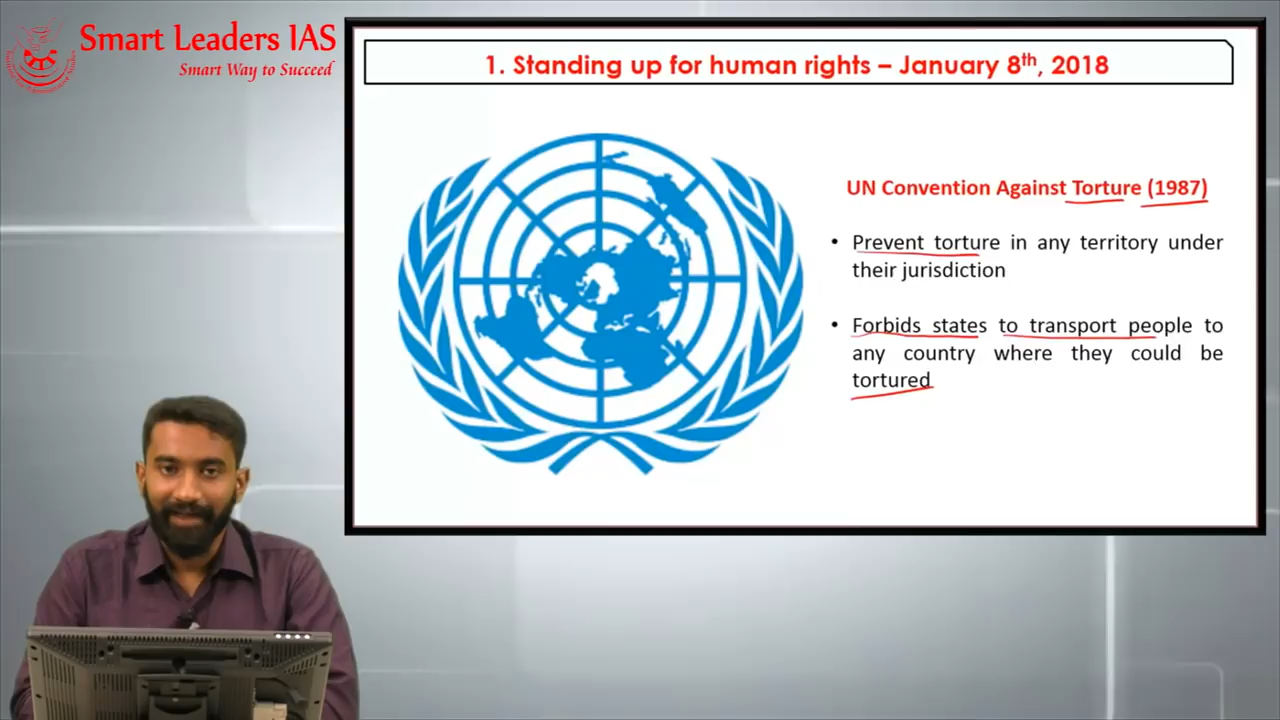 Smart Leaders IAS
Smart Way to Succeed
1. Standing up for human rights – January 8th, 2018
UN Convention Against Torture (1987)
• Prevent torture in any territory under
their jurisdiction
• Forbids states to transport people to
any country where they could be
tortured